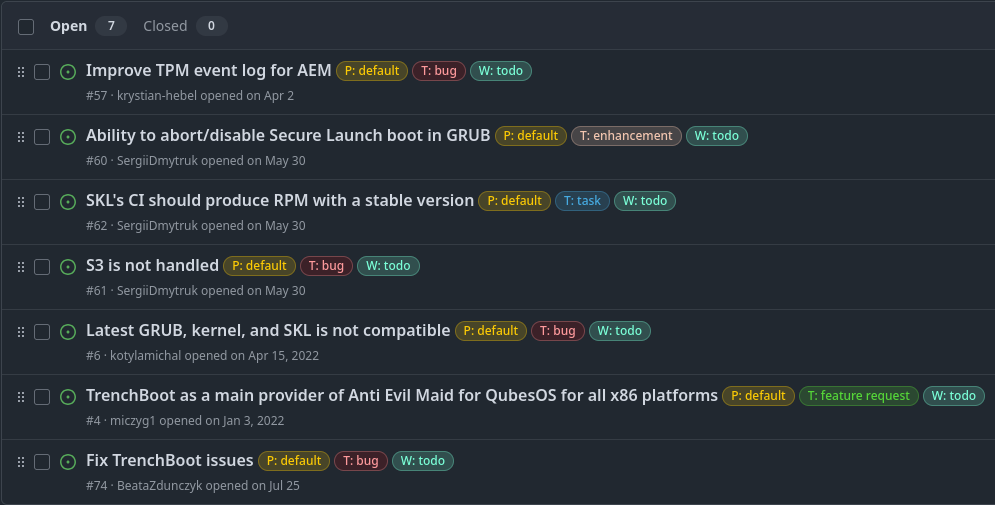 Open 7 Closed 0
Improve TPM event log for AEM P: default T: bug W: todo
#57 · krystian-hebel opened on Apr 2
Ability to abort/disable Secure Launch boot in GRUB P: default T: enhancement W: todo
#60 · SergiiDmytruk opened on May 30
SKL's CI should produce RPM with a stable version P: default T: task W: todo
#62 · SergiiDmytruk opened on May 30
S3 is not handled P: default T: bug W: todo
#61 · SergiiDmytruk opened on May 30
Latest GRUB, kernel, and SKL is not compatible P: default T: bug W: todo
#6 · kotylamichal opened on Apr 15, 2022
TrenchBoot as a main provider of Anti Evil Maid for QubesOS for all x86 platforms P: default T: feature request W: todo
#4 · miczyg1 opened on Jan 3, 2022
Fix TrenchBoot issues P: default T: bug W: todo
#74 · BeataZdunczyk opened on Jul 25